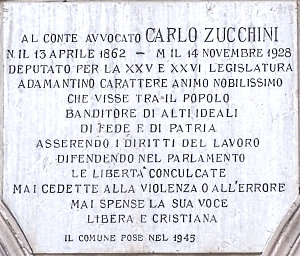 AL CONTE AVVOCATO CARLO ZUCCHINI
N. IL 13 APRILE 1862 - M IL 14 NOVEMBRE 1928
DEPUTATO PER LA XXV E XXVI LEGISLATURA
ADAMANTINO CARATTERE ANIMO NOBILISSIMO
CHE VISSE TRA IL POPOLO
BANDITORE DI ALTI IDEALI
DI FEDE E DI PATRIA
ASSERENDO I DIRITTI DEL LAVORO
DIFENDENDO NEL PARLAMENTO
LE LIBERTÀ CONCULCATE
MAI CEDETTE ALLA VIOLENZA O ALL'ERRORE
MAI SPENSE LA SUA VOCE
LIBERA E CRISTIANA
IL COMUNE POSE NEL 1945